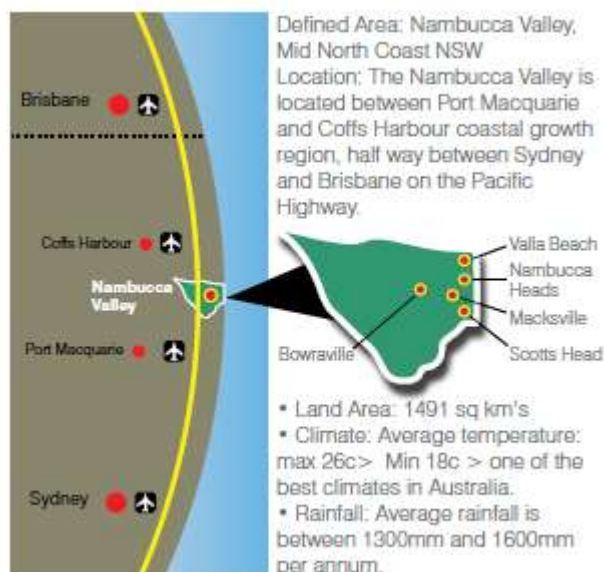 Defined Area: Nambucca Valley,
Mid North Coast NSW
Location: The Nambucca Valley is
located between Port Macquarie
and Coffs Harbour coastal growth
region, half way between Sydney
and Brisbane on the Pacific
Highway.
Brisbane
Coffs Harbour
Nambucca
Valley
Port Macquarie
Sydney
Valla Beach
Nambucca
Heads
Macksville
Scotts Head
Bowraville
• Land Area: 1491 sq km's
• Climate: Average temperature:
max 26c> Min 18c > one of the
best climates in Australia.
• Rainfall: Average rainfall is
between 1300mm and 1600mm
per annum.